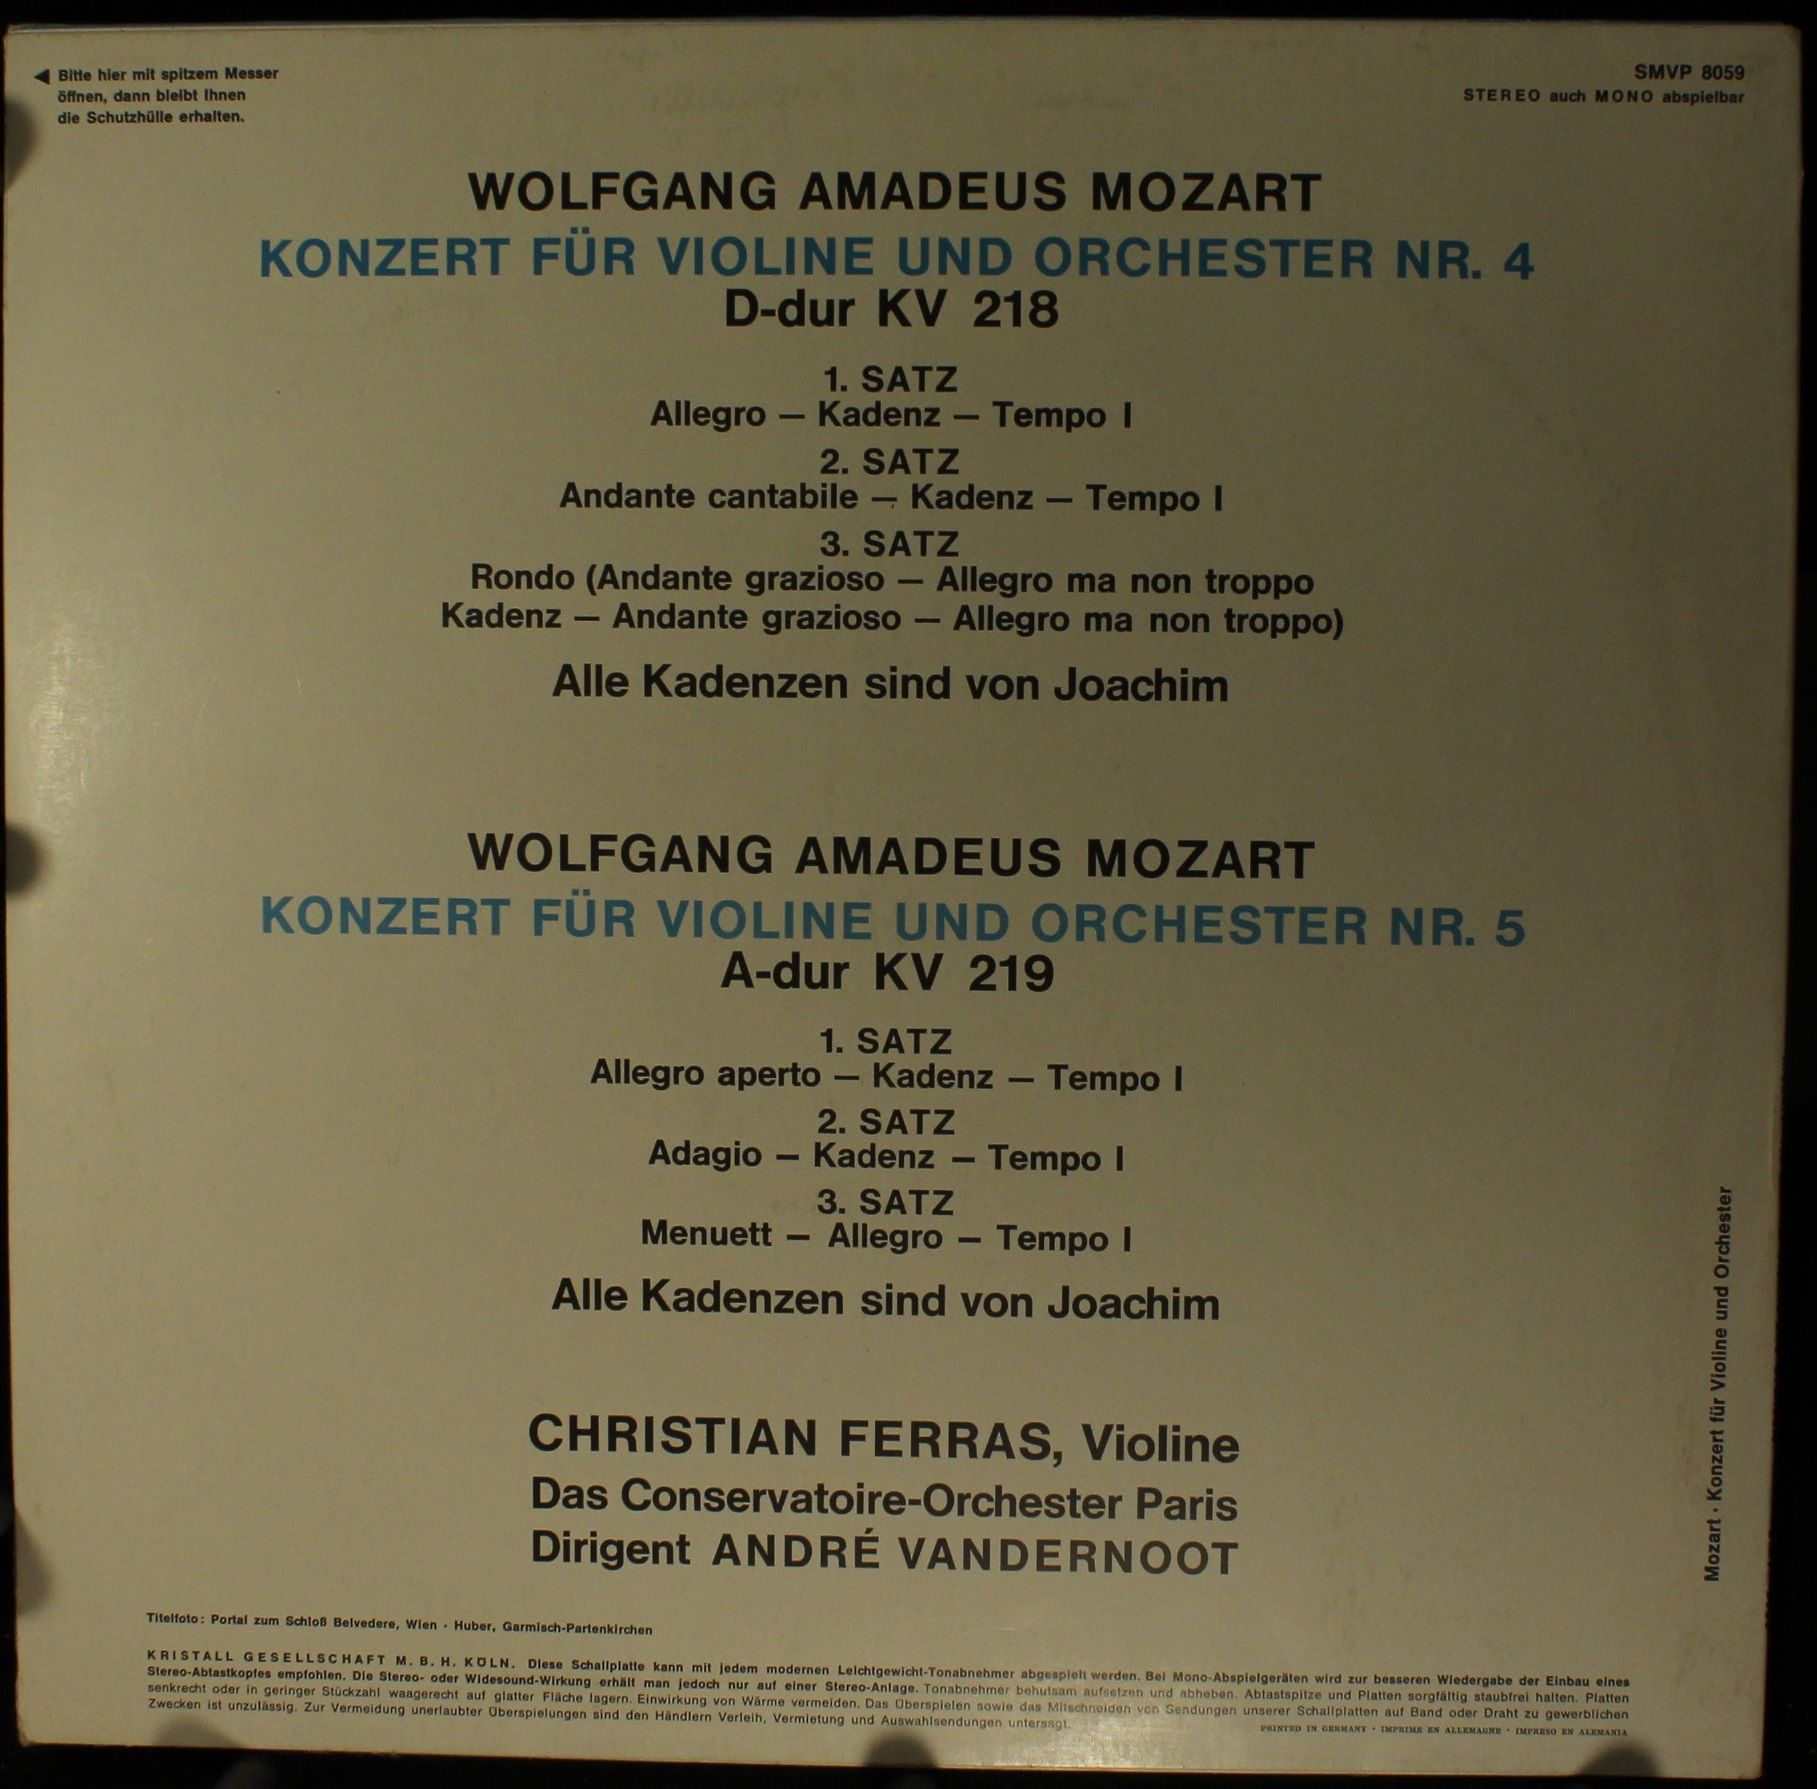 ◀ Bitte hier mit spitzem Messer
öffnen, dann bleibt Ihnen
die Schutzhülle erhalten.
SMVP 8059
STEREO auch MONO abspielbar
WOLFGANG AMADEUS MOZART
KONZERT FÜR VIOLINE UND ORCHESTER NR. 4
D-dur KV 218
1. SATZ
Allegro — Kadenz — Tempo I
2. SATZ
Andante cantabile — Kadenz — Tempo I
3. SATZ
Rondo (Andante grazioso — Allegro ma non troppo
Kadenz — Andante grazioso — Allegro ma non troppo)
Alle Kadenzen sind von Joachim
WOLFGANG AMADEUS MOZART
KONZERT FÜR VIOLINE UND ORCHESTER NR. 5
A-dur KV 219
1. SATZ
Allegro aperto — Kadenz — Tempo I
2. SATZ
Adagio — Kadenz — Tempo I
3. SATZ
Menuett — Allegro — Tempo I
Alle Kadenzen sind von Joachim
CHRISTIAN FERRAS, Violine
Das Conservatoire-Orchester Paris
Dirigent ANDRÉ VANDERNOOT
Mozart · Konzert für Violine und Orchester
Titelfoto: Portal zum Schloß Belvedere, Wien · Huber, Garmisch-Partenkirchen
KRISTALL GESELLSCHAFT M. B. H. KÖLN. Diese Schallplatte kann mit jedem modernen Leichtgewicht-Tonabnehmer abgespielt werden. Bei Mono-Abspielgeräten wird zur besseren Wiedergabe der Einbau eines
Stereo-Abtastkopfes empfohlen. Die Stereo- oder Widesound-Wirkung erhält man jedoch nur auf einer Stereo-Anlage. Tonabnehmer behutsam aufsetzen und abheben. Abtastspitze und Platten sorgfältig staubfrei halten. Platten
senkrecht oder in geringer Stückzahl waagerecht auf glatter Fläche lagern. Einwirkung von Wärme vermeiden. Das Überspielen sowie das Mitschneiden von Sendungen unserer Schallplatten auf Band oder Draht zu gewerblichen
Zwecken ist unzulässig. Zur Vermeidung unerlaubter Überspielungen sind den Händlern Verleih, Vermietung und Auswahlsendungen untersagt.
PRINTED IN GERMANY · IMPRIME EN ALLEMAGNE · IMPRESO EN ALEMANIA